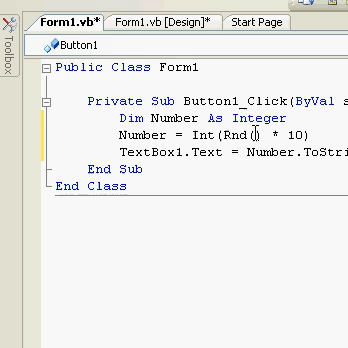 Form1.vb* Form1.vb [Design]* Start Page
Toolbox
Button1
Public Class Form1
Private Sub Button1_Click(ByVal s
Dim Number As Integer
Number = Int(Rnd() * 10)
TextBox1.Text = Number.ToStri
End Sub
End Class